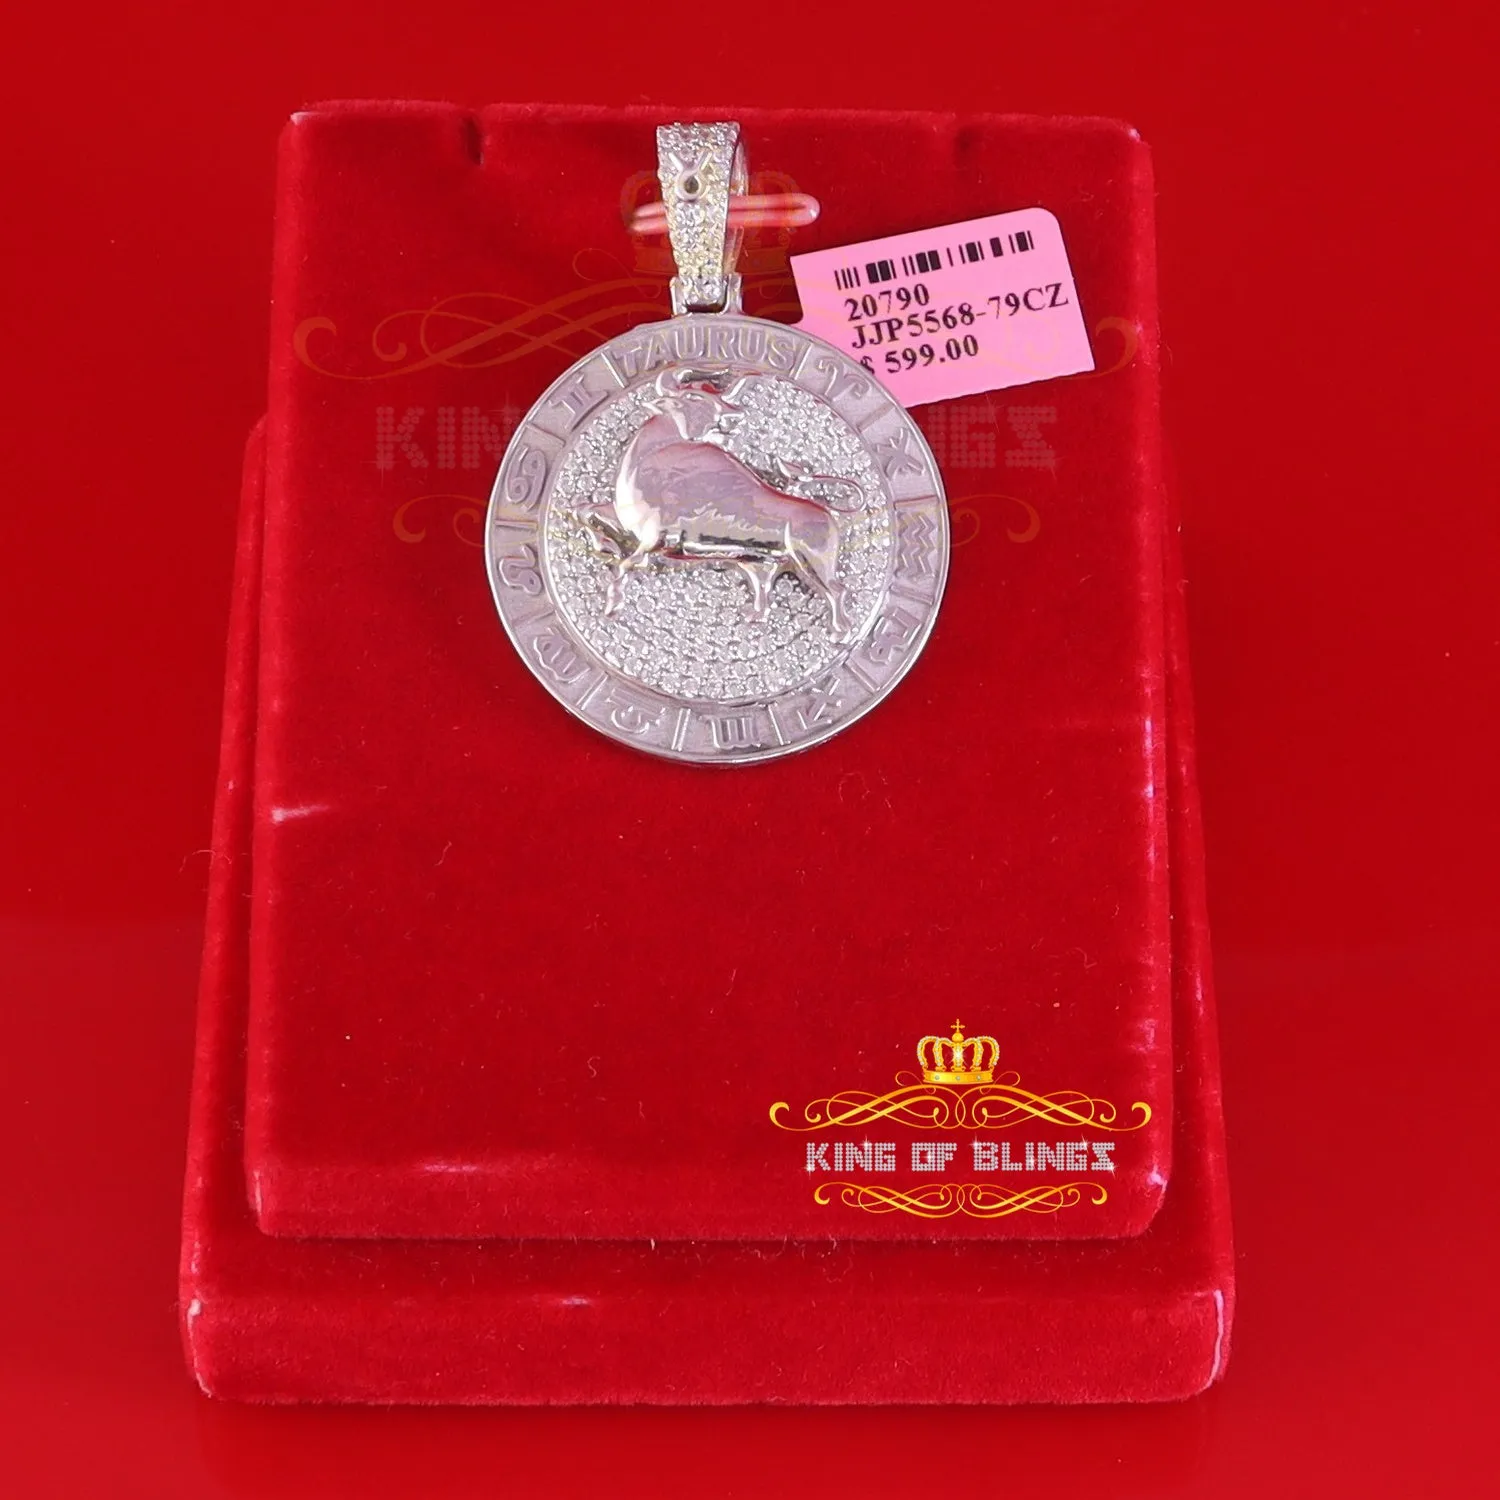 20790
JJP5568-79CZ
$ 599.00
TAURUS
KING OF BLINGS
KING OF BLINGS